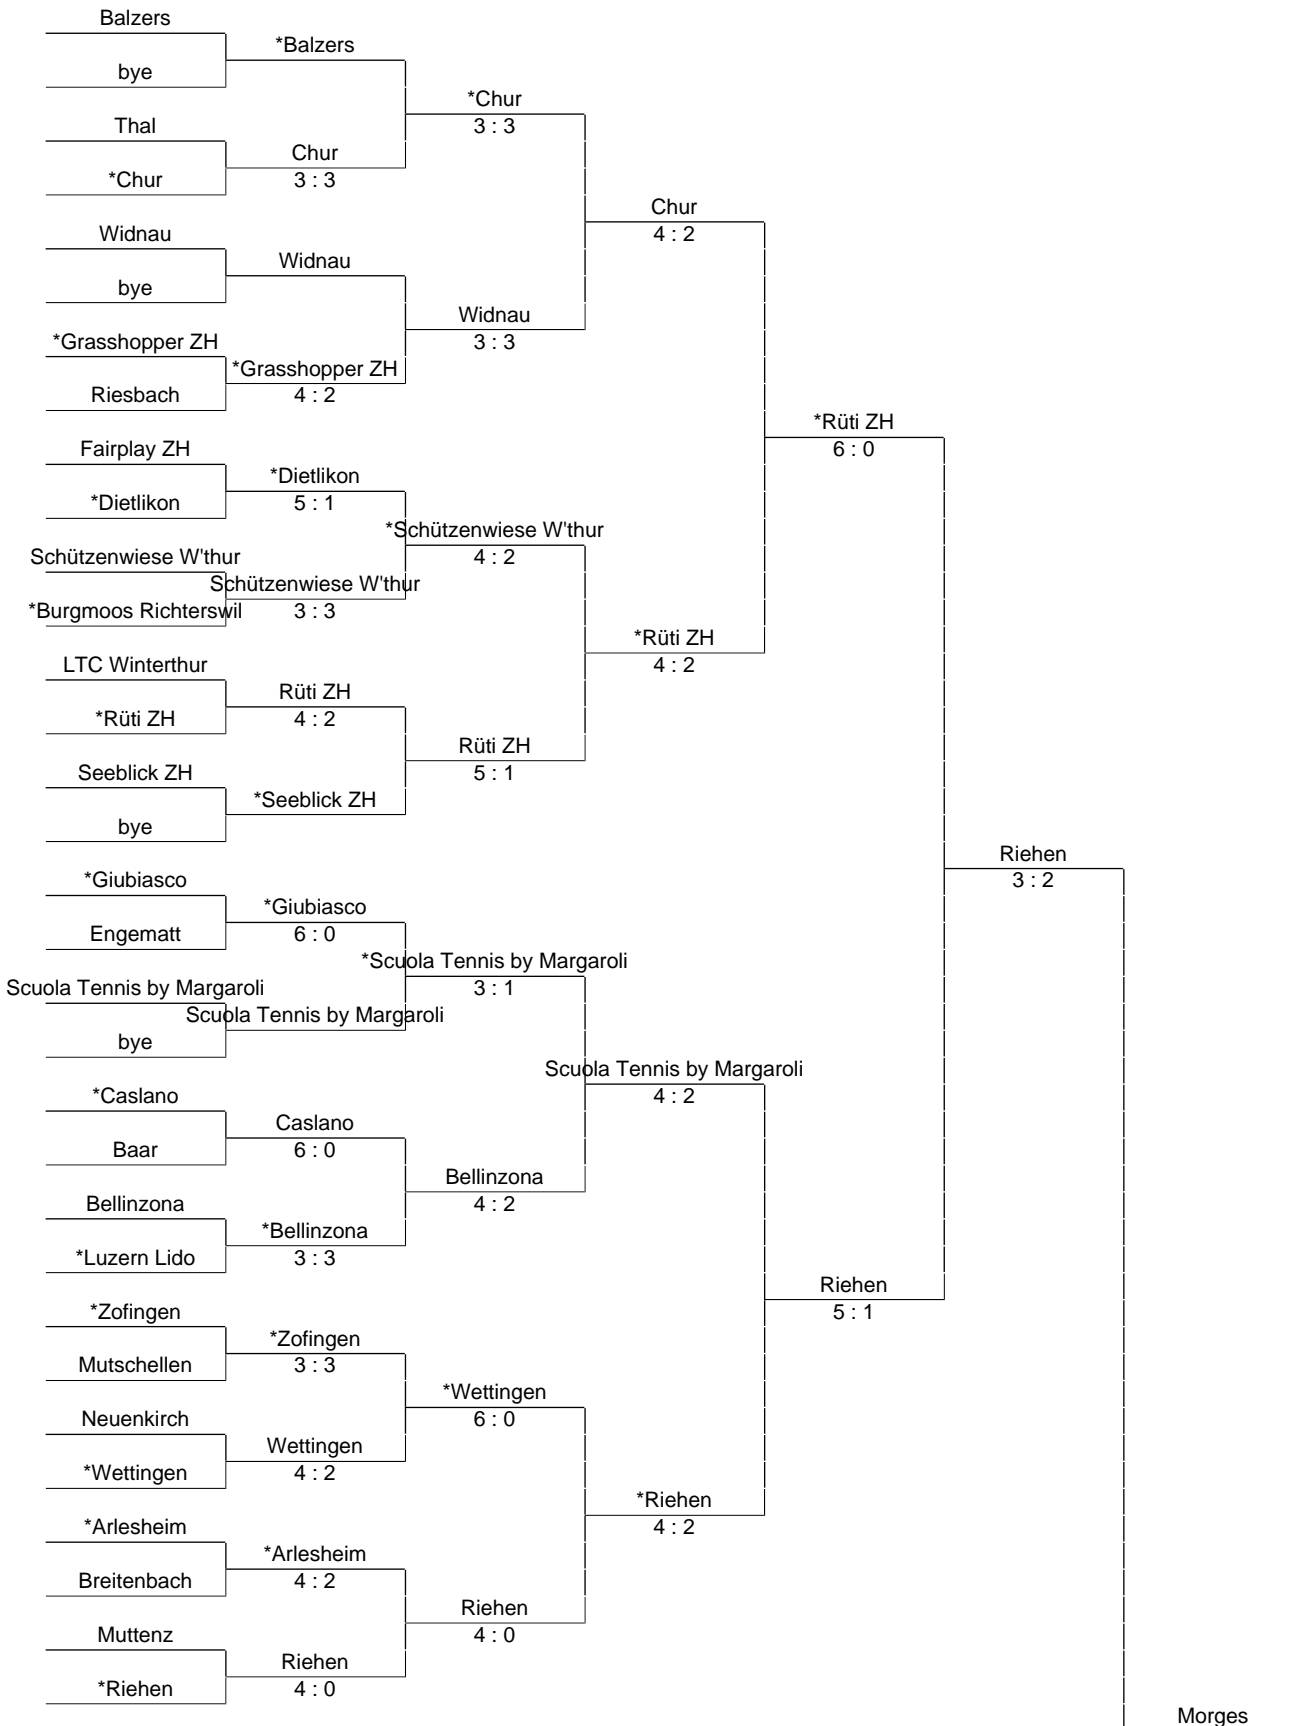 Balzers
*Balzers
bye
*Chur
3 : 3
Thal
Chur
3 : 3
*Chur
Chur
4 : 2
Widnau
Widnau
bye
Widnau
3 : 3
*Grasshopper ZH
*Grasshopper ZH
4 : 2
Riesbach
*Rüti ZH
6 : 0
Fairplay ZH
*Dietlikon
5 : 1
*Dietlikon
*Schützenwiese W'thur
4 : 2
Schützenwiese W'thur
Schützenwiese W'thur
3 : 3
*Burgmoos Richterswil
*Rüti ZH
4 : 2
LTC Winterthur
Rüti ZH
4 : 2
*Rüti ZH
Rüti ZH
5 : 1
Seeblick ZH
*Seeblick ZH
bye
Riehen
3 : 2
*Giubiasco
*Giubiasco
6 : 0
Engematt
*Scuola Tennis by Margaroli
3 : 1
Scuola Tennis by Margaroli
Scuola Tennis by Margaroli
bye
Scuola Tennis by Margaroli
4 : 2
*Caslano
Caslano
6 : 0
Baar
Bellinzona
4 : 2
Bellinzona
*Bellinzona
3 : 3
*Luzern Lido
Riehen
5 : 1
*Zofingen
*Zofingen
3 : 3
Mutschellen
*Wettingen
6 : 0
Neuenkirch
Wettingen
4 : 2
*Wettingen
*Riehen
4 : 2
*Arlesheim
*Arlesheim
4 : 2
Breitenbach
Riehen
4 : 0
Muttenz
Riehen
4 : 0
*Riehen
Morges